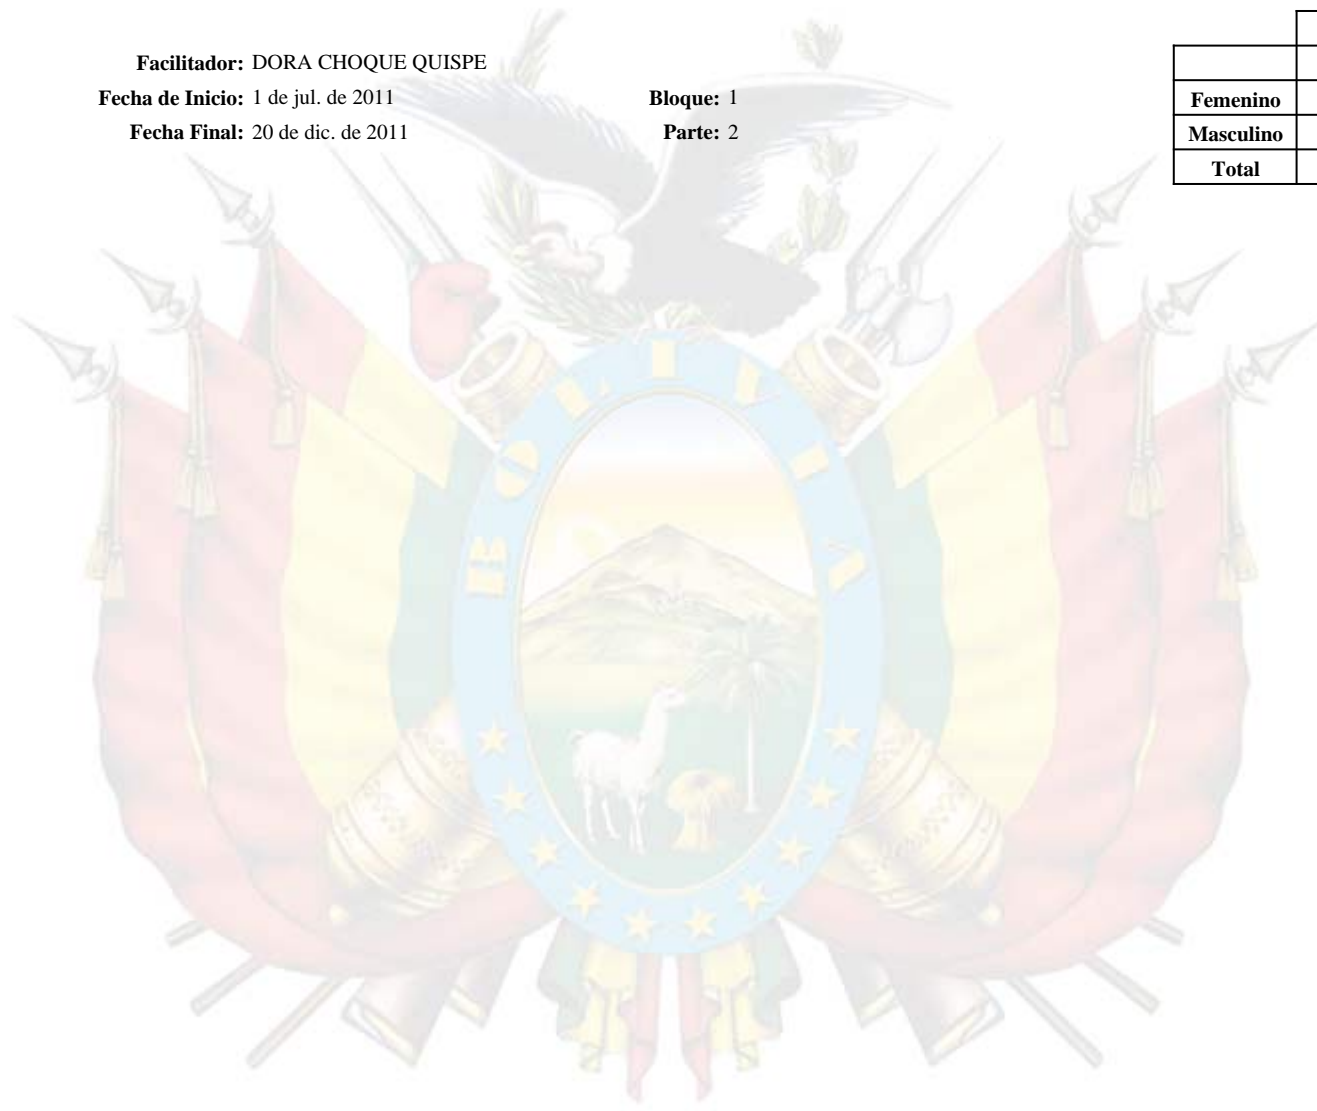 Facilitador: DORA CHOQUE QUISPE
Fecha de Inicio: 1 de jul. de 2011 Bloque: 1
Fecha Final: 20 de dic. de 2011 Parte: 2
Femenino
Masculino
Total
BOLIVIA